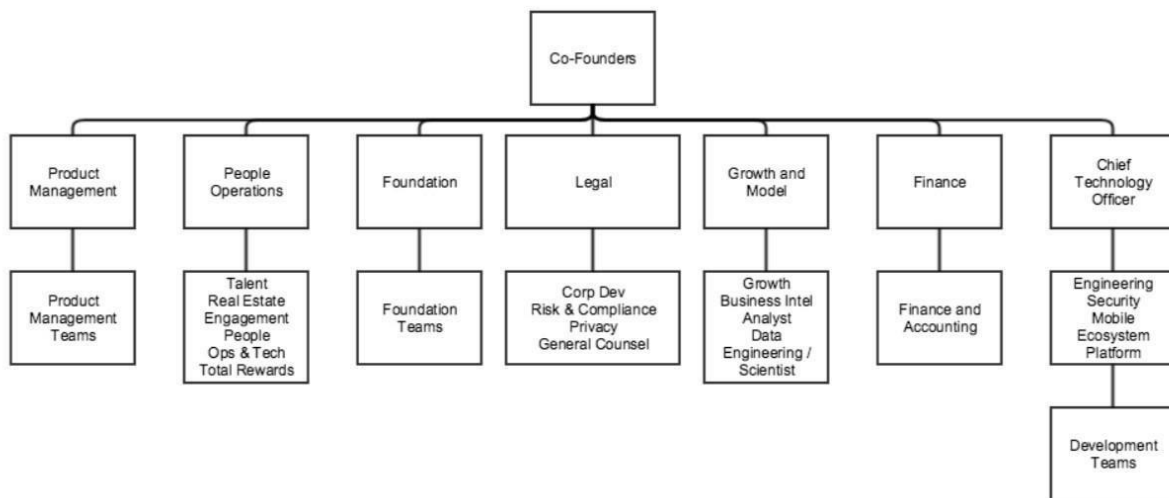 Co-Founders
Product
Management
People
Operations
Foundation
Legal
Growth and
Model
Finance
Chief
Technology
Officer
Product
Management
Teams
Talent
Real Estate
Engagement
People
Ops & Tech
Total Rewards
Foundation
Teams
Corp Dev
Risk & Compliance
Privacy
General Counsel
Growth
Business Intel
Analyst
Data
Engineering /
Scientist
Finance and
Accounting
Engineering
Security
Mobile
Ecosystem
Platform
Development
Teams